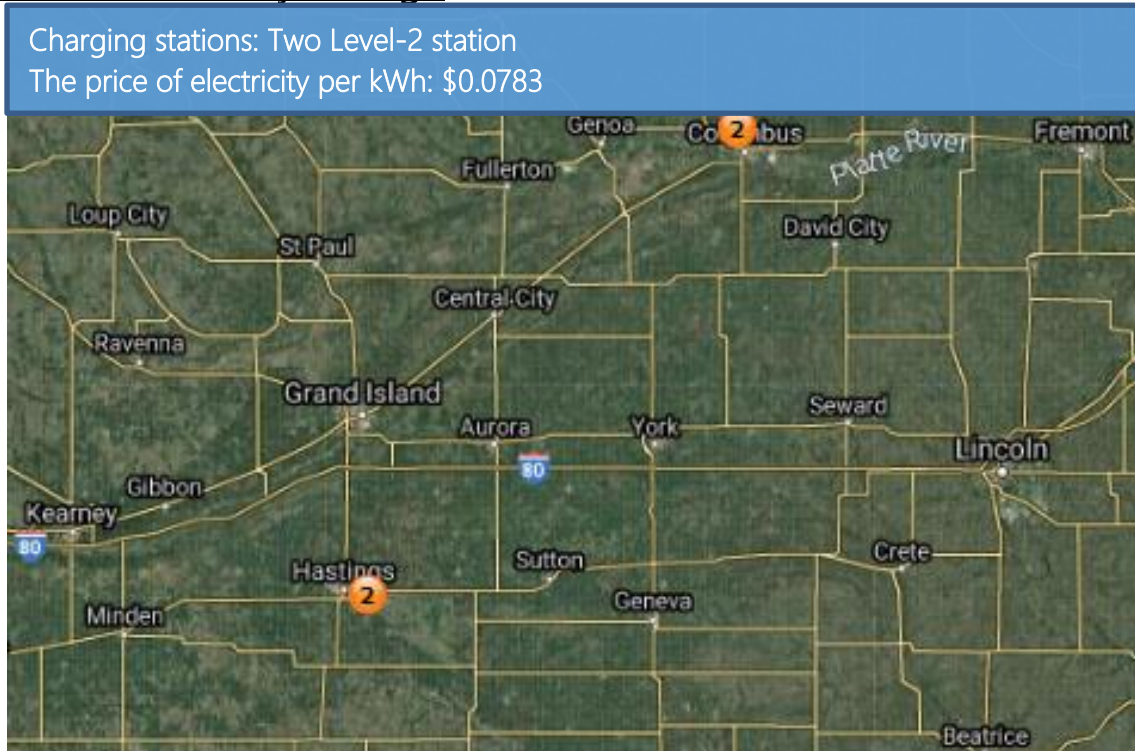 Charging stations: Two Level-2 station
The price of electricity per kWh: $0.0783
Genoa
2
Fremont
Platte River
Fullerton
Loup City
David City
St Paul
Central City
Ravenna
Grand Island
Seward
Aurora
York
Lincoln
80
Gibbon
Kearney
80
Sutton
Crete
Hastings
2
Geneva
Minden
Beatrice